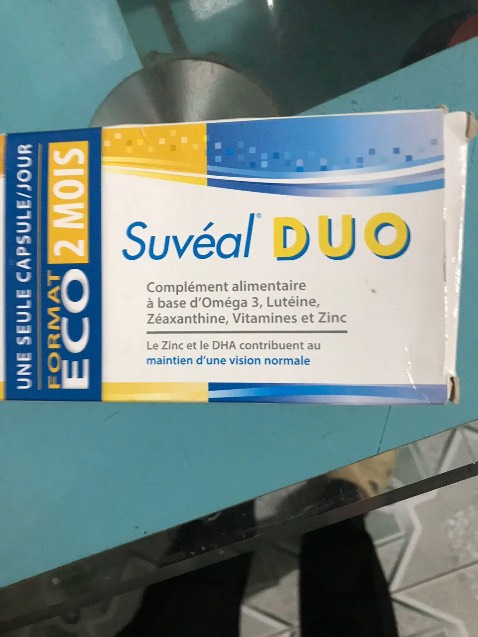 UNE SEULE CAPSULE/JOUR
FORMAT
ECO 2 MOIS
Suvéal® DUO
Complément alimentaire
à base d'Oméga 3, Lutéine,
Zéaxanthine, Vitamines et Zinc
Le Zinc et le DHA contribuent au
maintien d'une vision normale